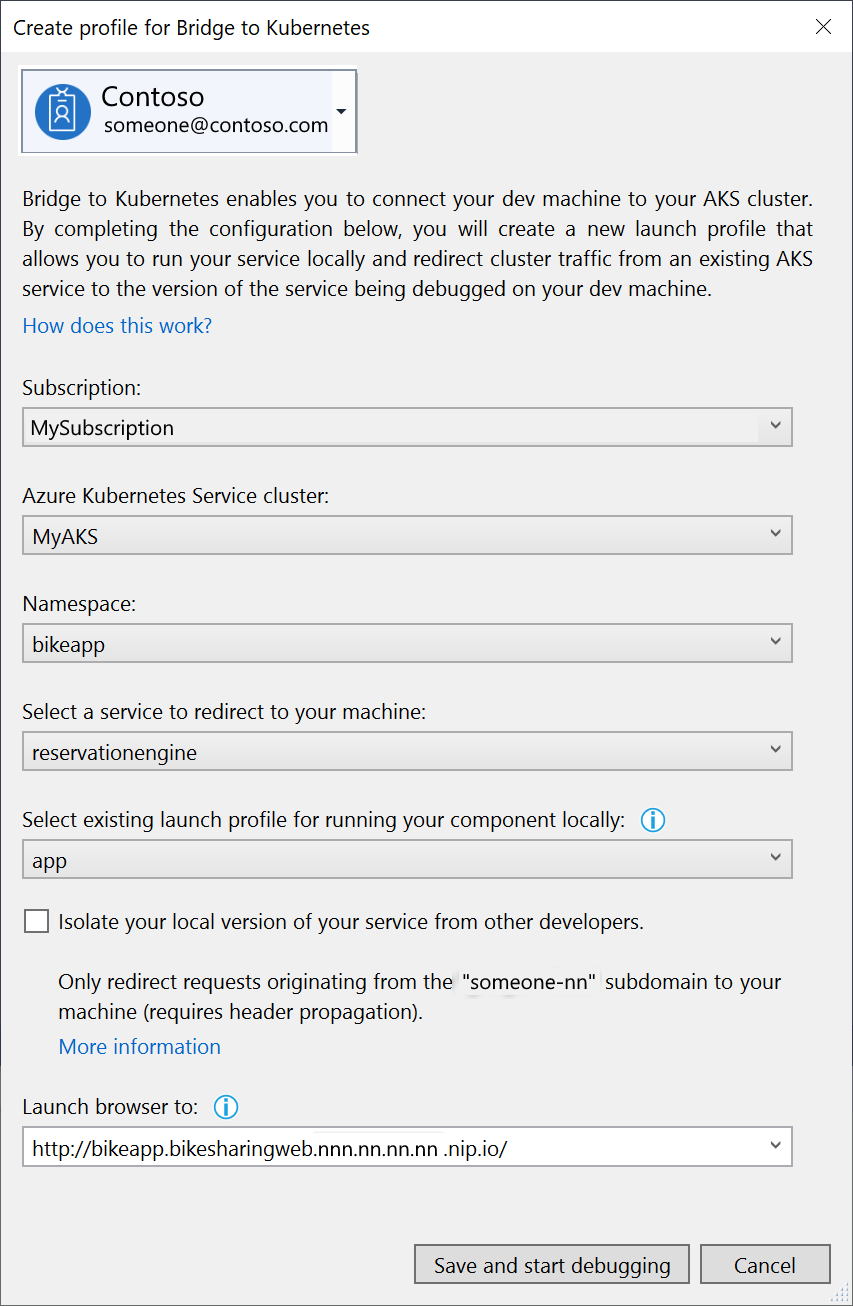 Create profile for Bridge to Kubernetes
Contoso
someone@contoso.com
Bridge to Kubernetes enables you to connect your dev machine to your AKS cluster.
By completing the configuration below, you will create a new launch profile that
allows you to run your service locally and redirect cluster traffic from an existing AKS
service to the version of the service being debugged on your dev machine.
How does this work?
Subscription:
MySubscription
Azure Kubernetes Service cluster:
MyAKS
Namespace:
bikeapp
Select a service to redirect to your machine:
reservationengine
Select existing launch profile for running your component locally:
app
Isolate your local version of your service from other developers.
Only redirect requests originating from the "someone-nn" subdomain to your
machine (requires header propagation).
More information
Launch browser to:
http://bikeapp.bikesharingweb.nnn.nn.nn.nn .nip.io/
Save and start debugging
Cancel